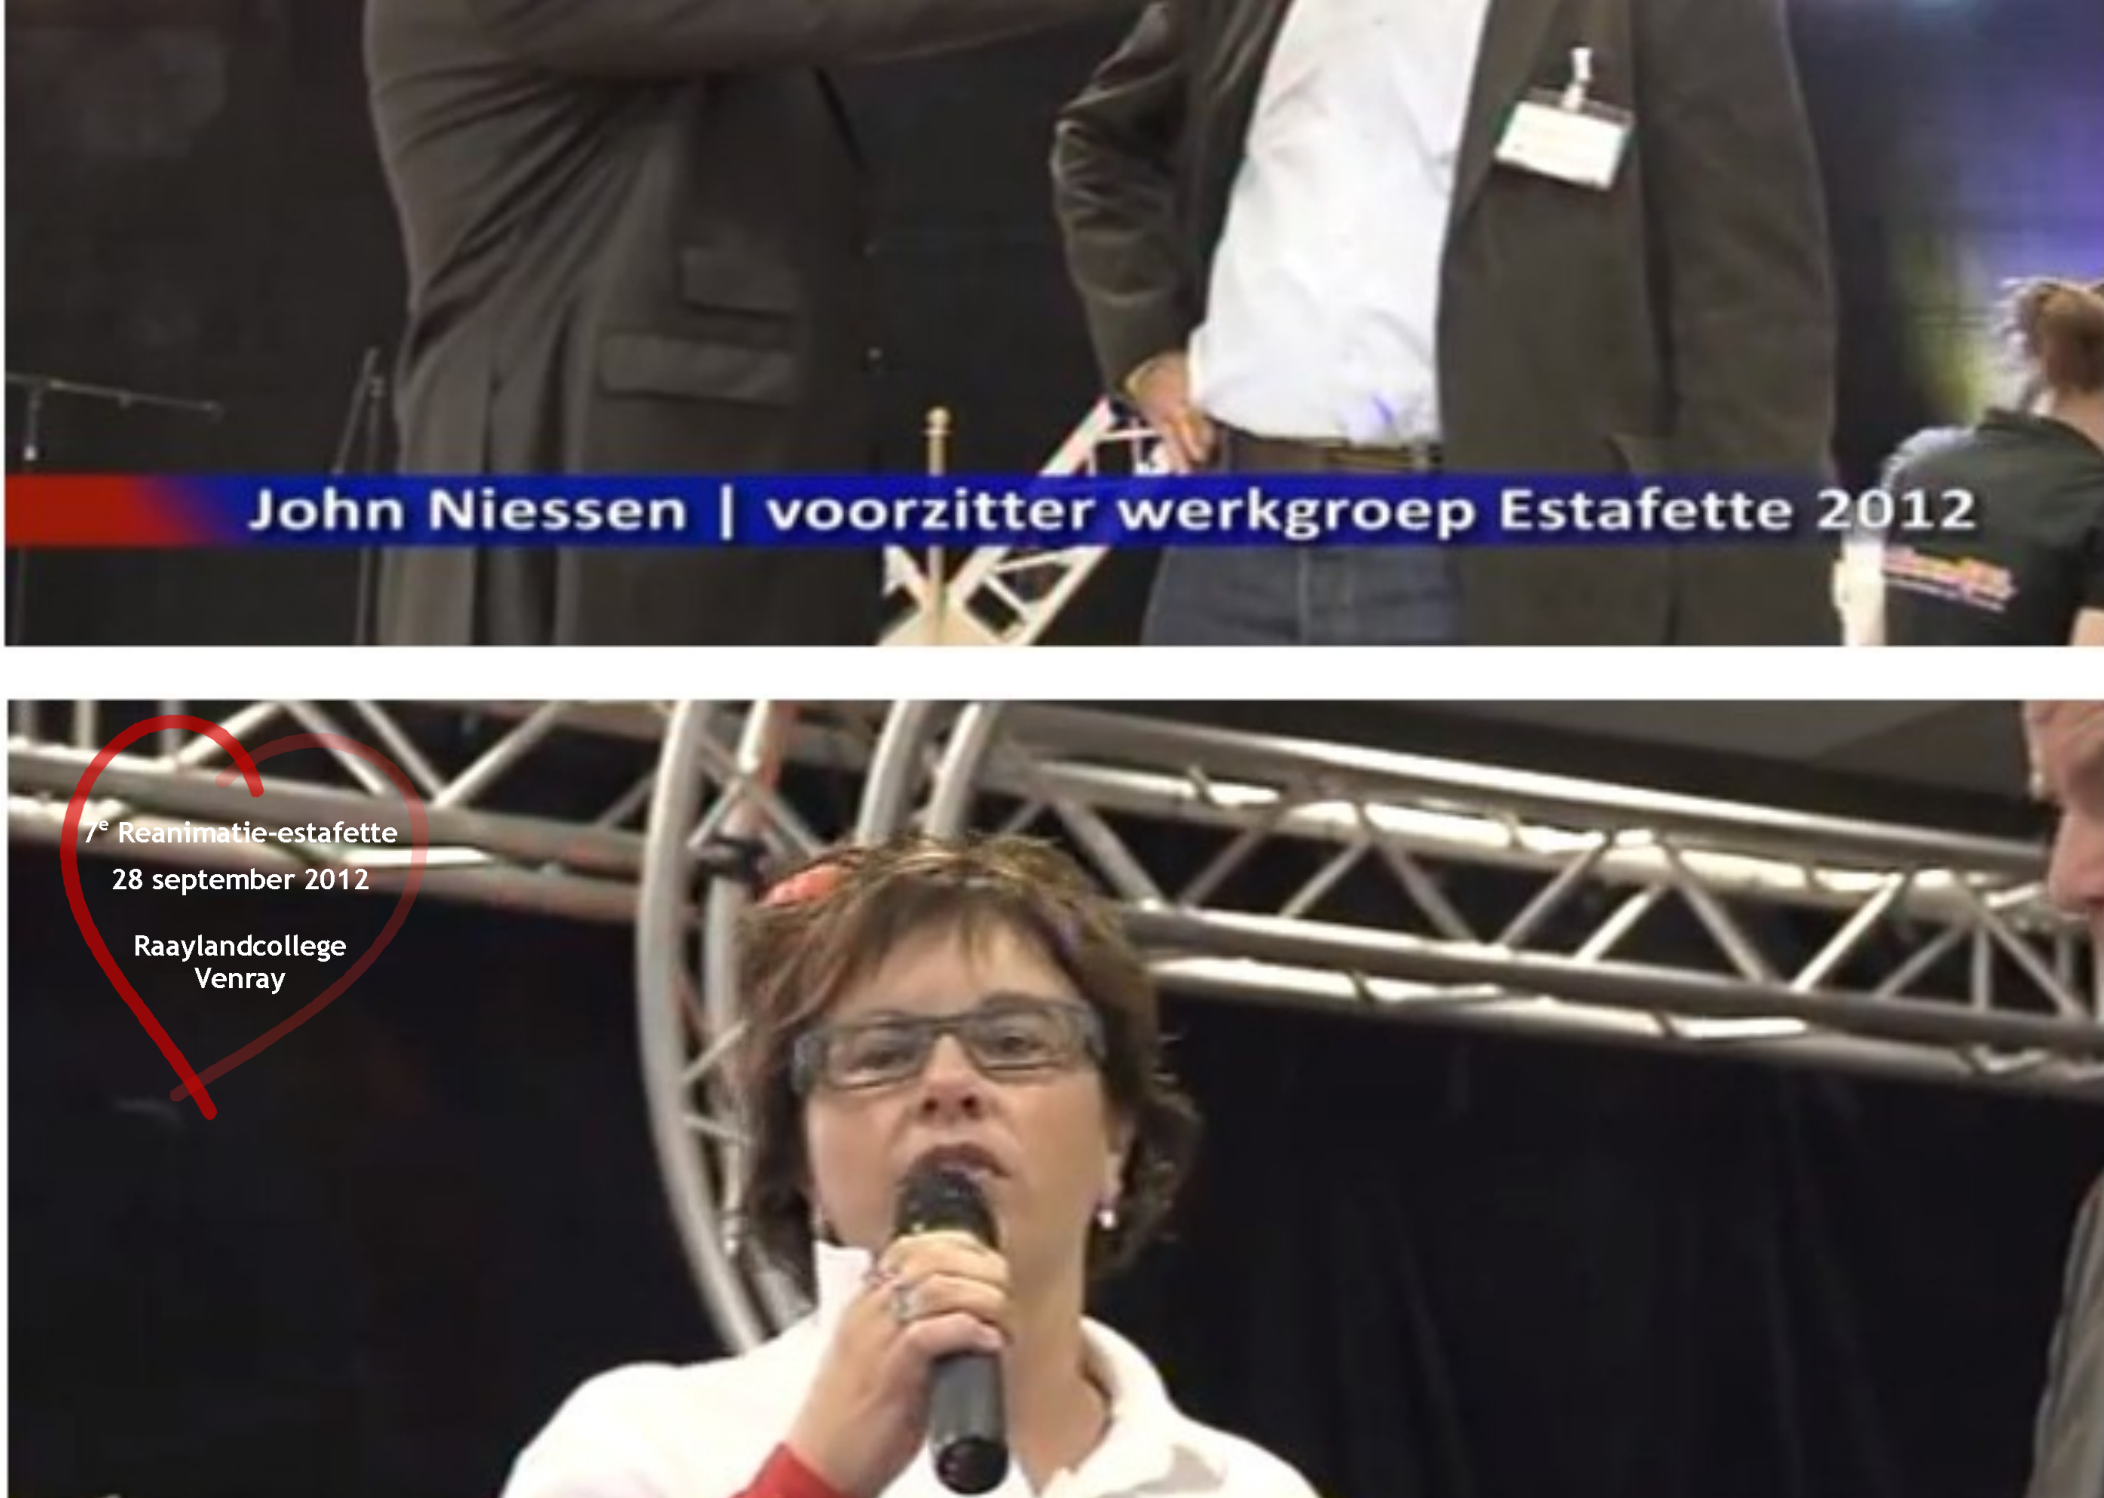 John Niessen | voorzitter werkgroep Estafette 2012
7e Reanimatie-estafette
28 september 2012
Raaylandcollege
Venray